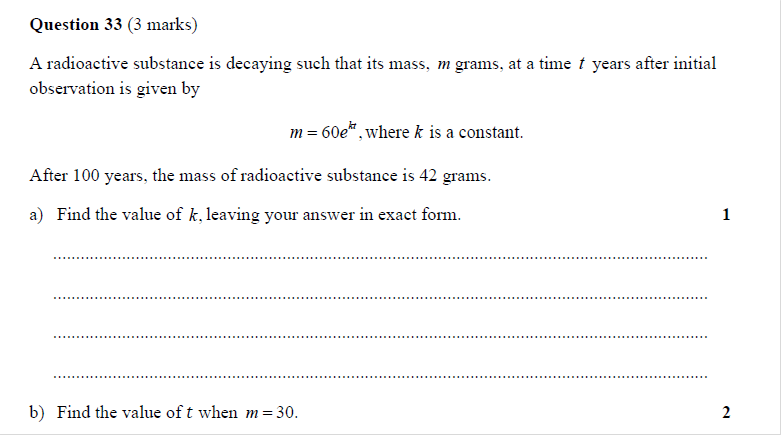 Question 33 (3 marks)
A radioactive substance is decaying such that its mass, m grams, at a time t years after initial
observation is given by
m = 60e^{kt}, where k is a constant.
After 100 years, the mass of radioactive substance is 42 grams.
a) Find the value of k, leaving your answer in exact form. 1
b) Find the value of t when m = 30. 2